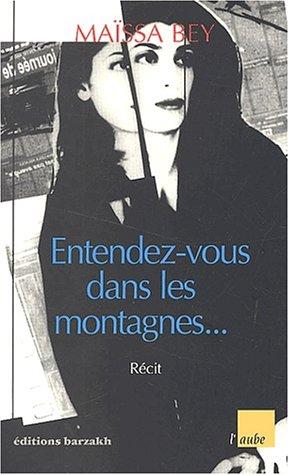 MAÏSSA BEY
Entendez-vous
dans les
montagnes...
Récit
éditions barzakh
l'aube